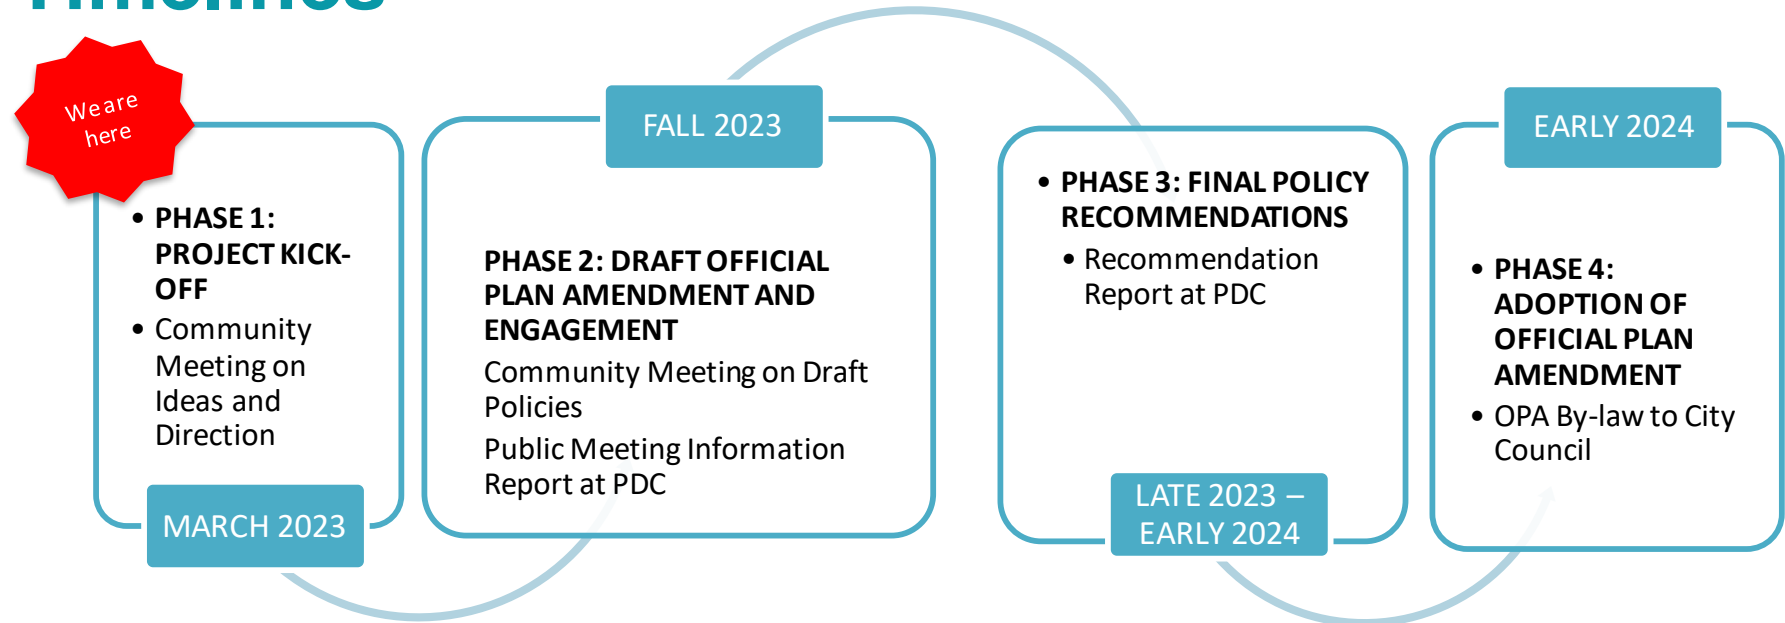 Timelines
We are
here
• PHASE 1:
PROJECT KICK-
OFF
• Community
Meeting on
Ideas and
Direction
MARCH 2023
FALL 2023
PHASE 2: DRAFT OFFICIAL
PLAN AMENDMENT AND
ENGAGEMENT
Community Meeting on Draft
Policies
Public Meeting Information
Report at PDC
• PHASE 3: FINAL POLICY
RECOMMENDATIONS
• Recommendation
Report at PDC
LATE 2023 –
EARLY 2024
EARLY 2024
• PHASE 4:
ADOPTION OF
OFFICIAL PLAN
AMENDMENT
• OPA By-law to City
Council